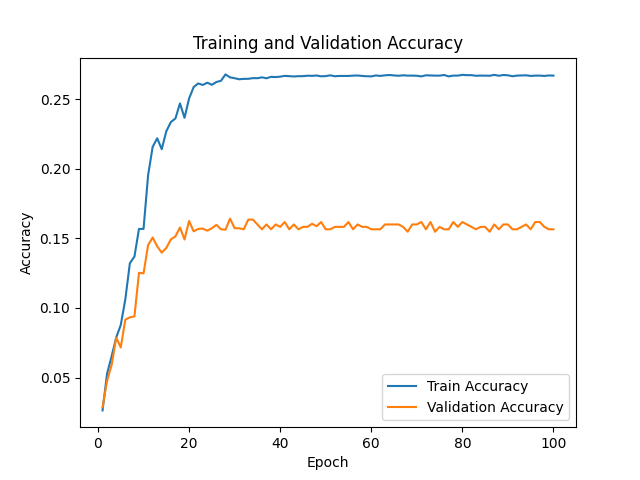 Training and Validation Accuracy
Accuracy
0.25
0.20
0.15
0.10
0.05
Train Accuracy
Validation Accuracy
0 20 40 60 80 100
Epoch